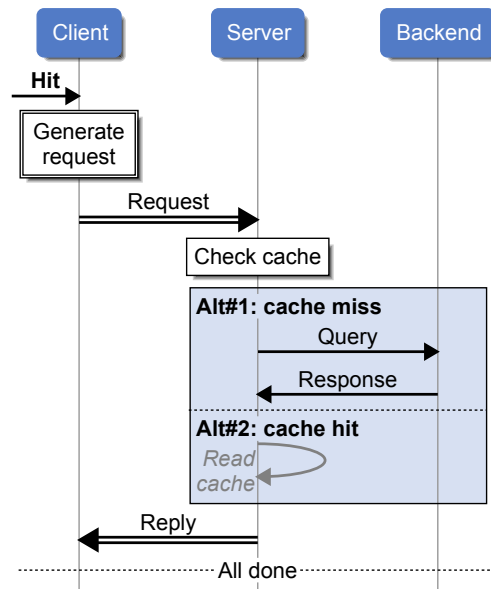 Client
Server
Backend
Hit
Generate
request
Request
Check cache
Alt#1: cache miss
Query
Response
Alt#2: cache hit
Read
cache
Reply
All done